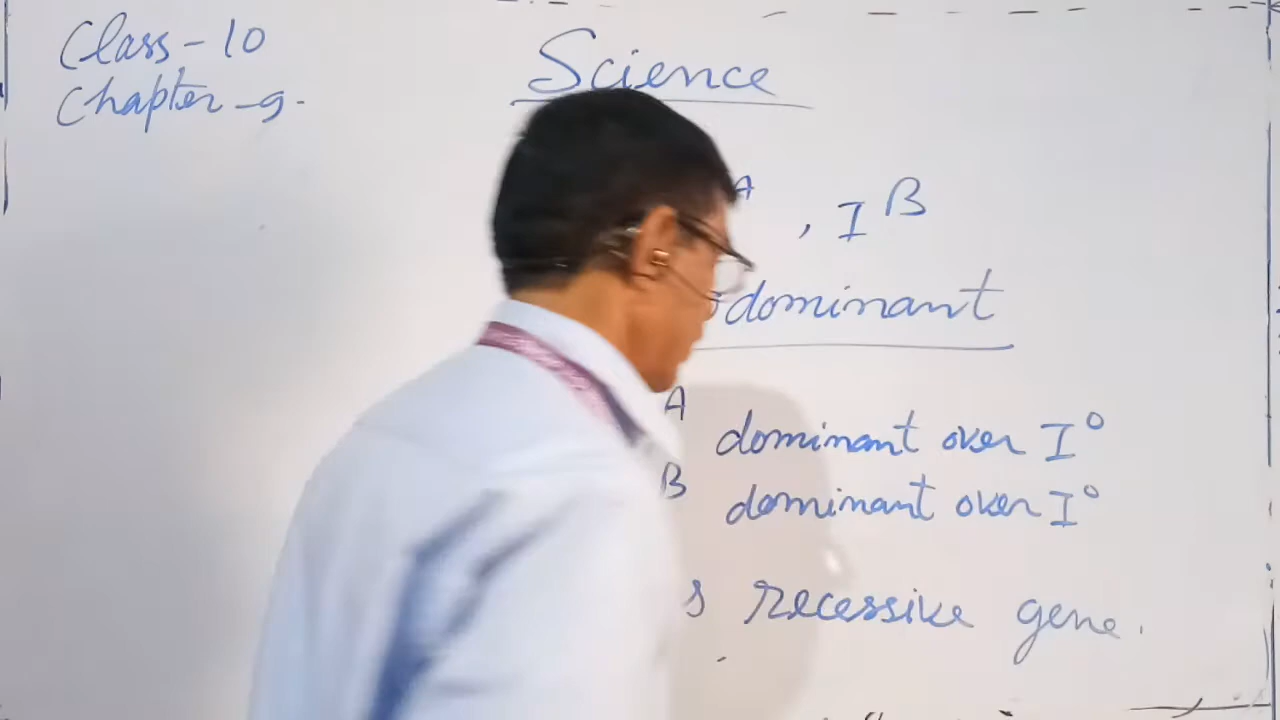 Class - 10
Science
Chapter - 9.
A , I^B
dominant
A dominant over I^o
B dominant over I^o
s recessive gene.